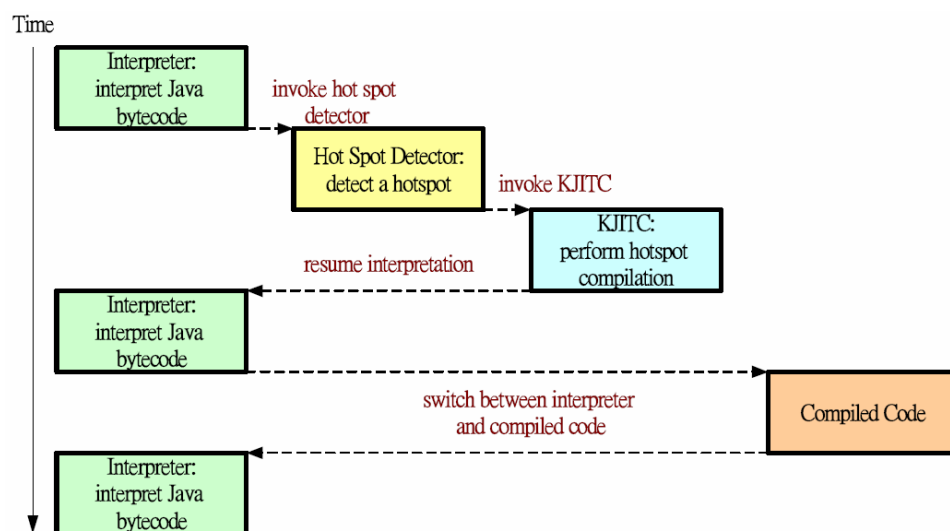 Time
Interpreter:
interpret Java
bytecode
invoke hot spot
detector
Hot Spot Detector:
detect a hotspot
invoke KJITC
KJITC:
perform hotspot
compilation
resume interpretation
Interpreter:
interpret Java
bytecode
switch between interpreter
and compiled code
Compiled Code
Interpreter:
interpret Java
bytecode